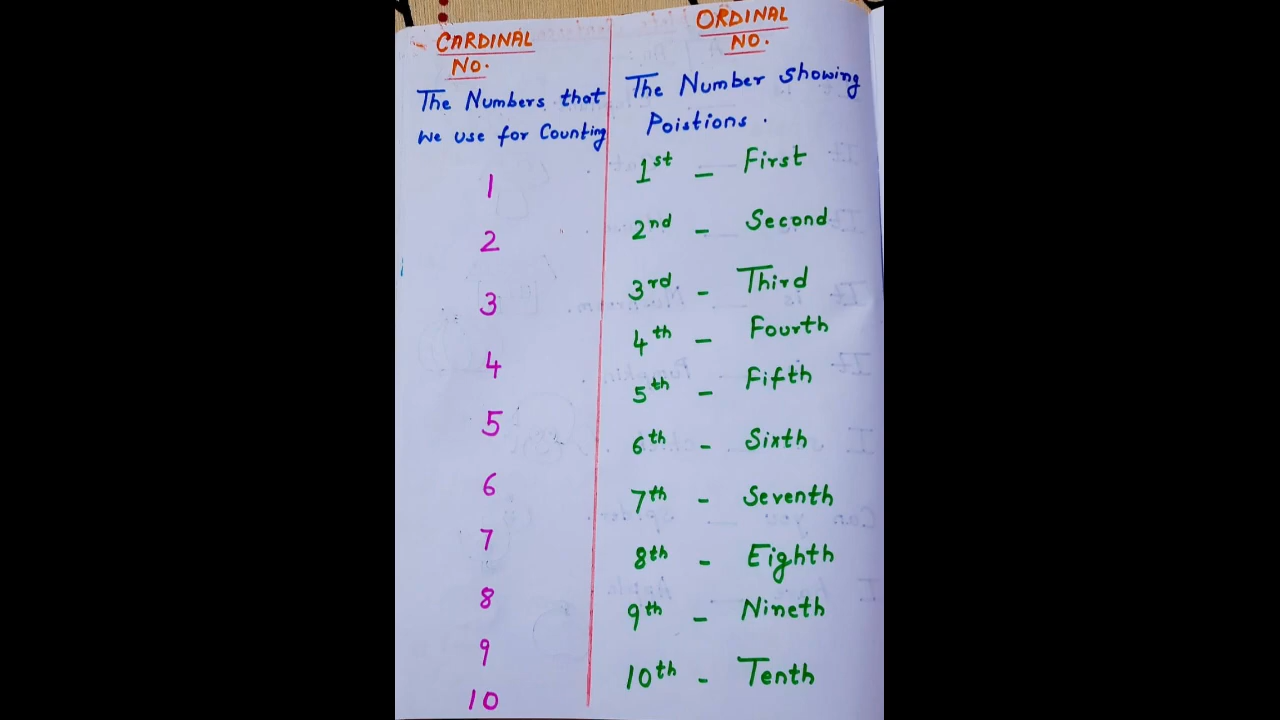 CARDINAL
NO.
The Numbers that
we use for Counting
1
2
3
4
5
6
7
8
9
10
ORDINAL
NO.
The Number showing
Poistions .
1st - First
2nd - Second
3rd - Third
4th - Fourth
5th - Fifth
6th - Sixth
7th - Seventh
8th - Eighth
9th - Nineth
10th - Tenth